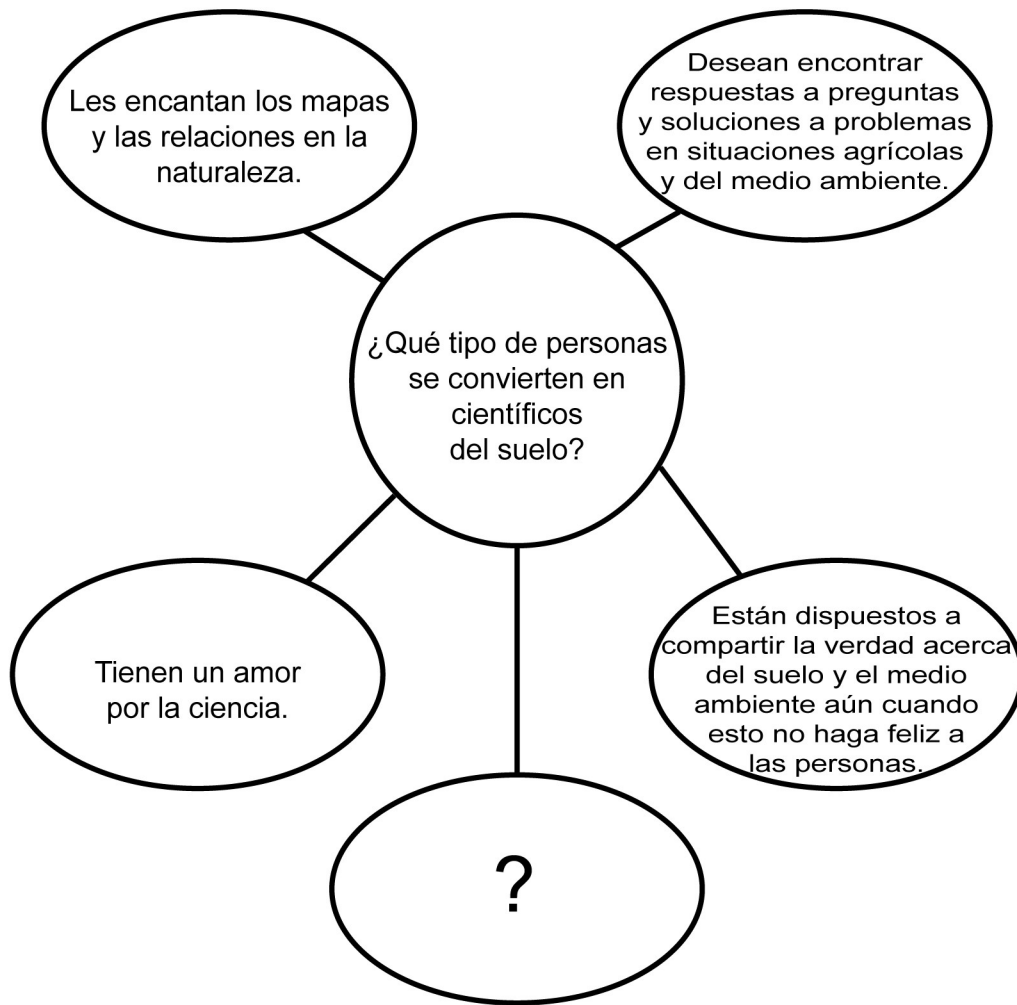 Les encantan los mapas
y las relaciones en la
naturaleza.
Desean encontrar
respuestas a preguntas
y soluciones a problemas
en situaciones agrícolas
y del medio ambiente.
¿Qué tipo de personas
se convierten en
científicos
del suelo?
Tienen un amor
por la ciencia.
Están dispuestos a
compartir la verdad acerca
del suelo y el medio
ambiente aún cuando
esto no haga feliz a
las personas.
?